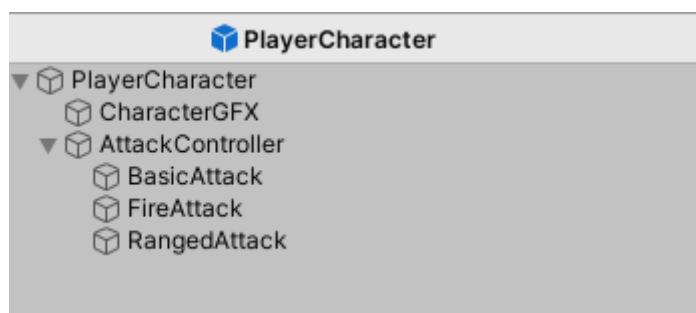 PlayerCharacter
PlayerCharacter
CharacterGFX
AttackController
BasicAttack
FireAttack
RangedAttack